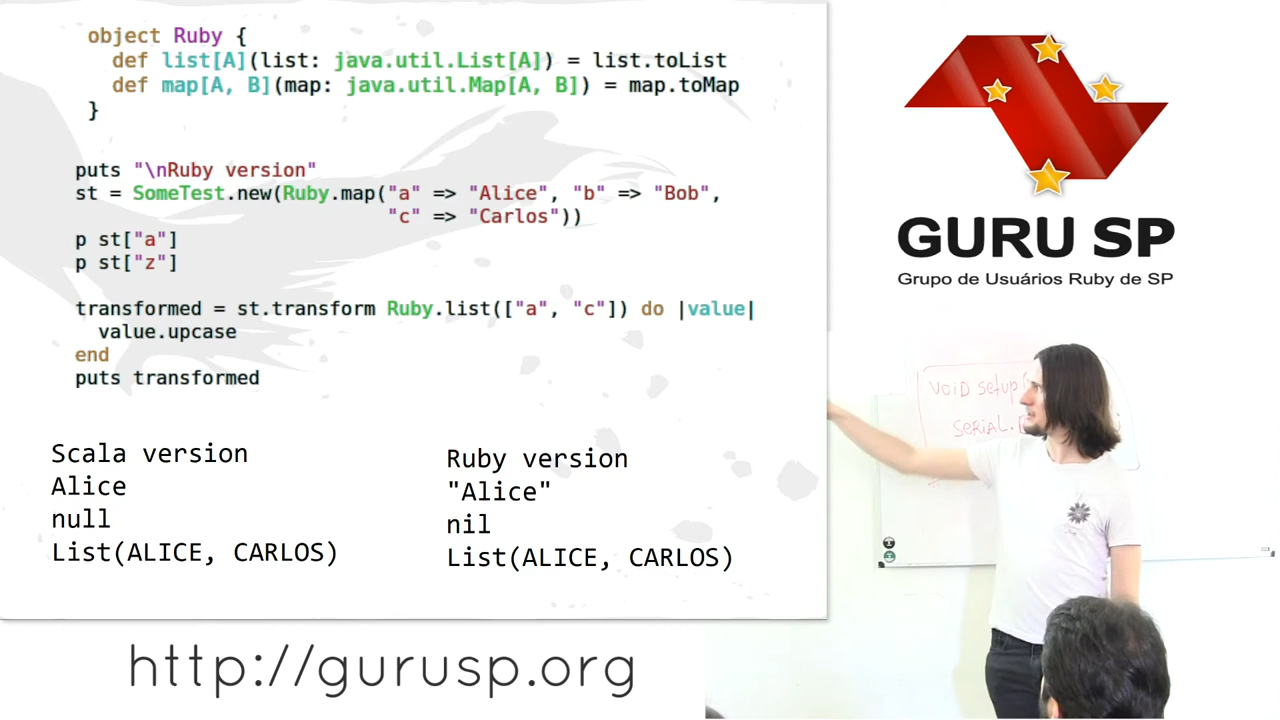 object Ruby {
  def list[A](list: java.util.List[A]) = list.toList
  def map[A, B](map: java.util.Map[A, B]) = map.toMap
}
puts "\nRuby version"
st = SomeTest.new(Ruby.map("a" => "Alice", "b" => "Bob",
                           "c" => "Carlos"))
p st["a"]
p st["z"]
transformed = st.transform Ruby.list(["a", "c"]) do |value|
  value.upcase
end
puts transformed
Scala version
Alice
null
List(ALICE, CARLOS)
Ruby version
"Alice"
nil
List(ALICE, CARLOS)
http://gurusp.org
GURU SP
Grupo de Usuários Ruby de SP
VOID setup
SERIAL.